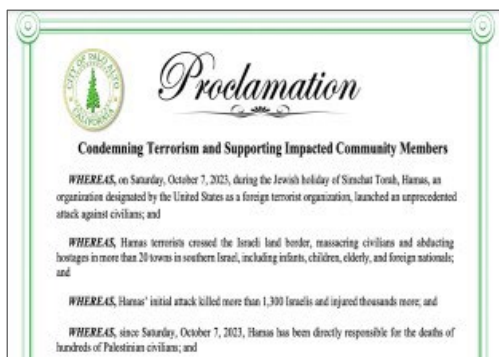 CITY OF PALO ALTO
CALIFORNIA
Proclamation
Condemning Terrorism and Supporting Impacted Community Members
WHEREAS, on Saturday, October 7, 2023, during the Jewish holiday of Simchat Torah, Hamas, an
organization designated by the United States as a foreign terrorist organization, launched an unprecedented
attack against civilians; and
WHEREAS, Hamas terrorists crossed the Israeli land border, massacring civilians and abducting
hostages in more than 20 towns in southern Israel, including infants, children, elderly, and foreign nationals;
and
WHEREAS, Hamas' initial attack killed more than 1,300 Israelis and injured thousands more; and
WHEREAS, since Saturday, October 7, 2023, Hamas has been directly responsible for the deaths of
hundreds of Palestinian civilians; and